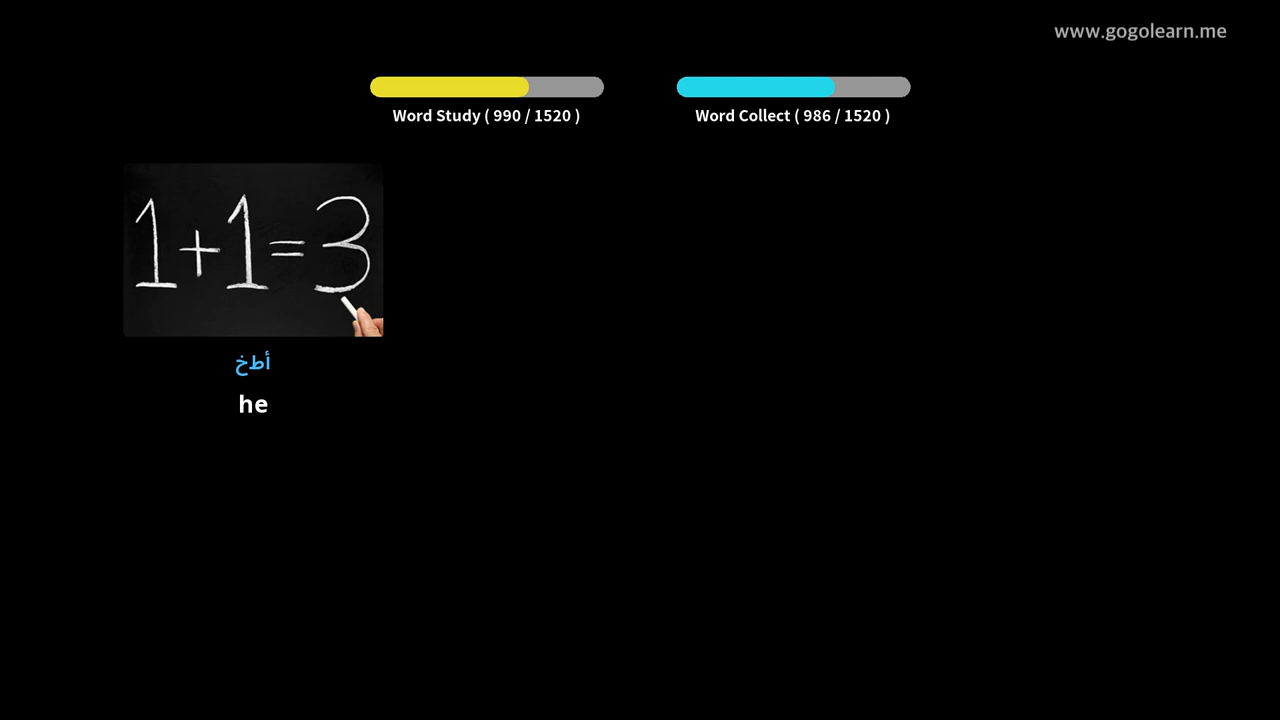 www.gogolearn.me
Word Study ( 990 / 1520 )
Word Collect ( 986 / 1520 )
1+1=3
أطخ
he